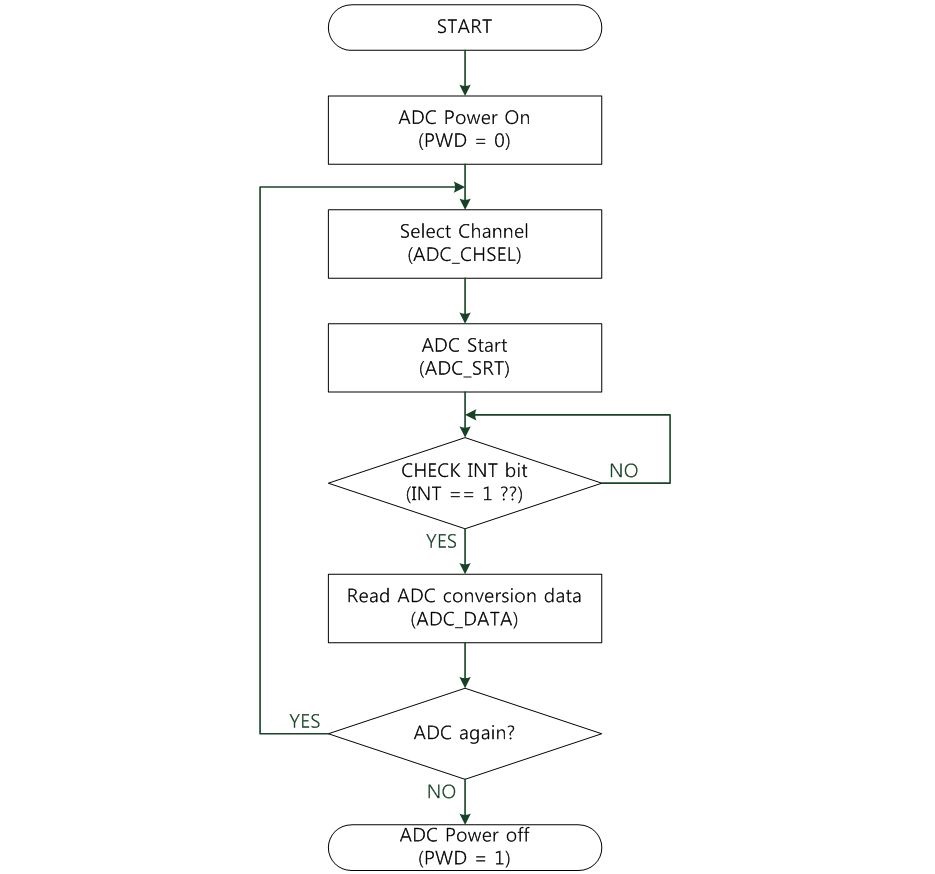 START
ADC Power On
(PWD = 0)
Select Channel
(ADC_CHSEL)
ADC Start
(ADC_SRT)
CHECK INT bit
(INT == 1 ??)
NO
YES
Read ADC conversion data
(ADC_DATA)
YES
ADC again?
NO
ADC Power off
(PWD = 1)